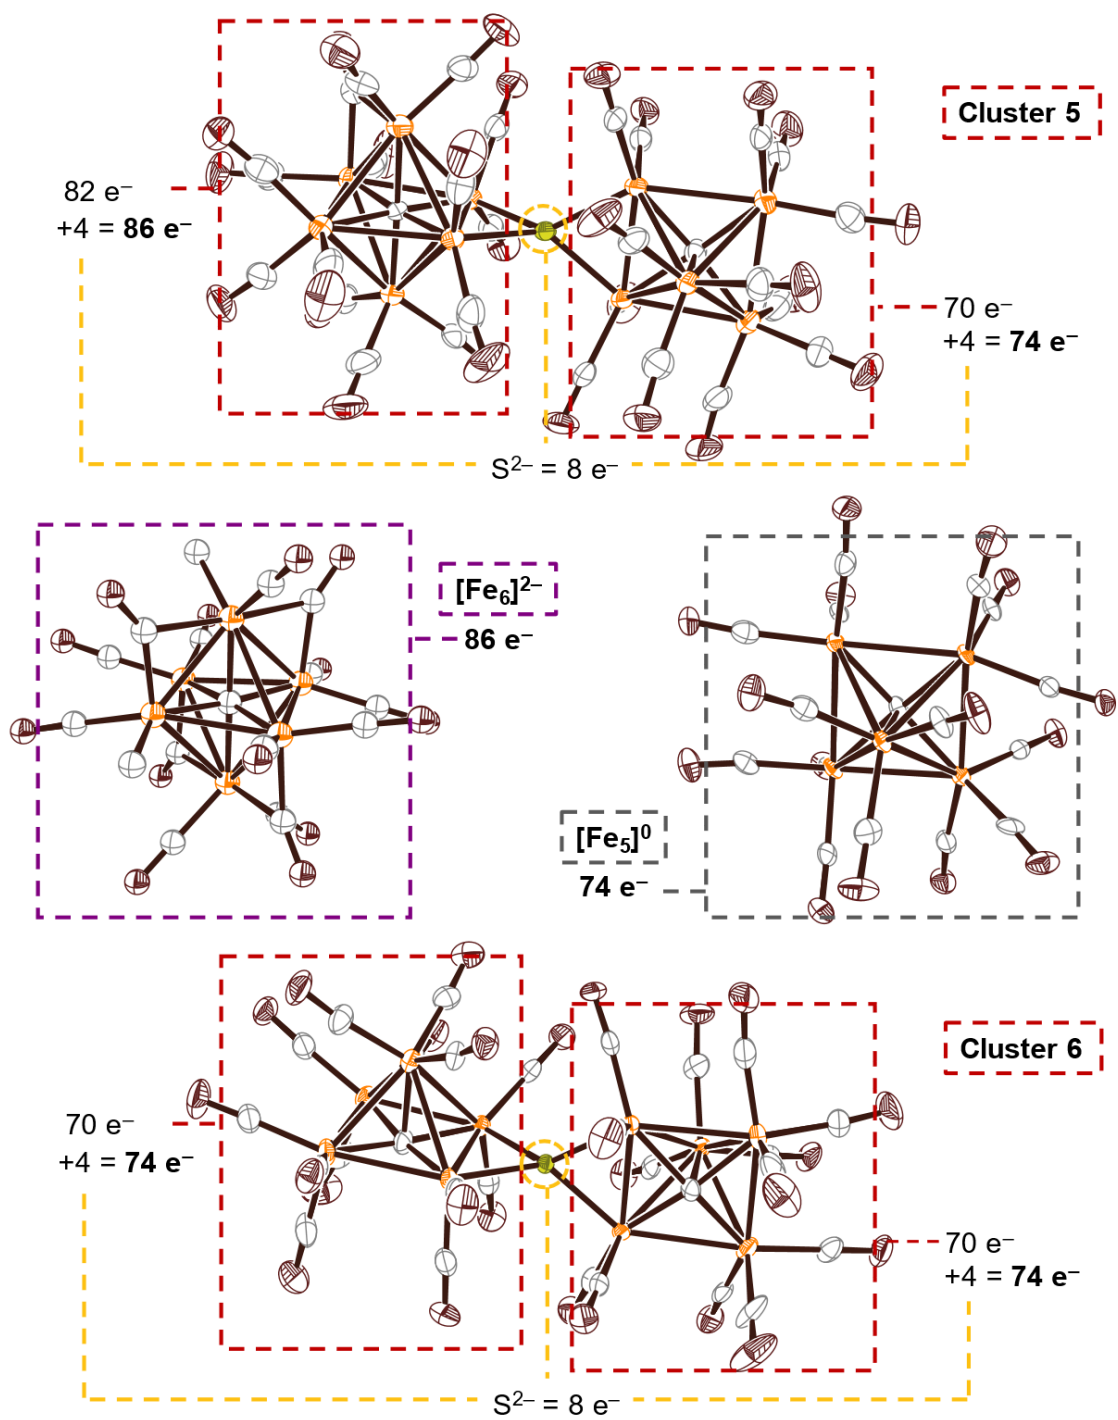 Cluster 5
82 e⁻
+4 = 86 e⁻
70 e⁻
+4 = 74 e⁻
S²⁻ = 8 e⁻
[Fe₆]²⁻
86 e⁻
[Fe₅]⁰
74 e⁻
Cluster 6
70 e⁻
+4 = 74 e⁻
70 e⁻
+4 = 74 e⁻
S²⁻ = 8 e⁻